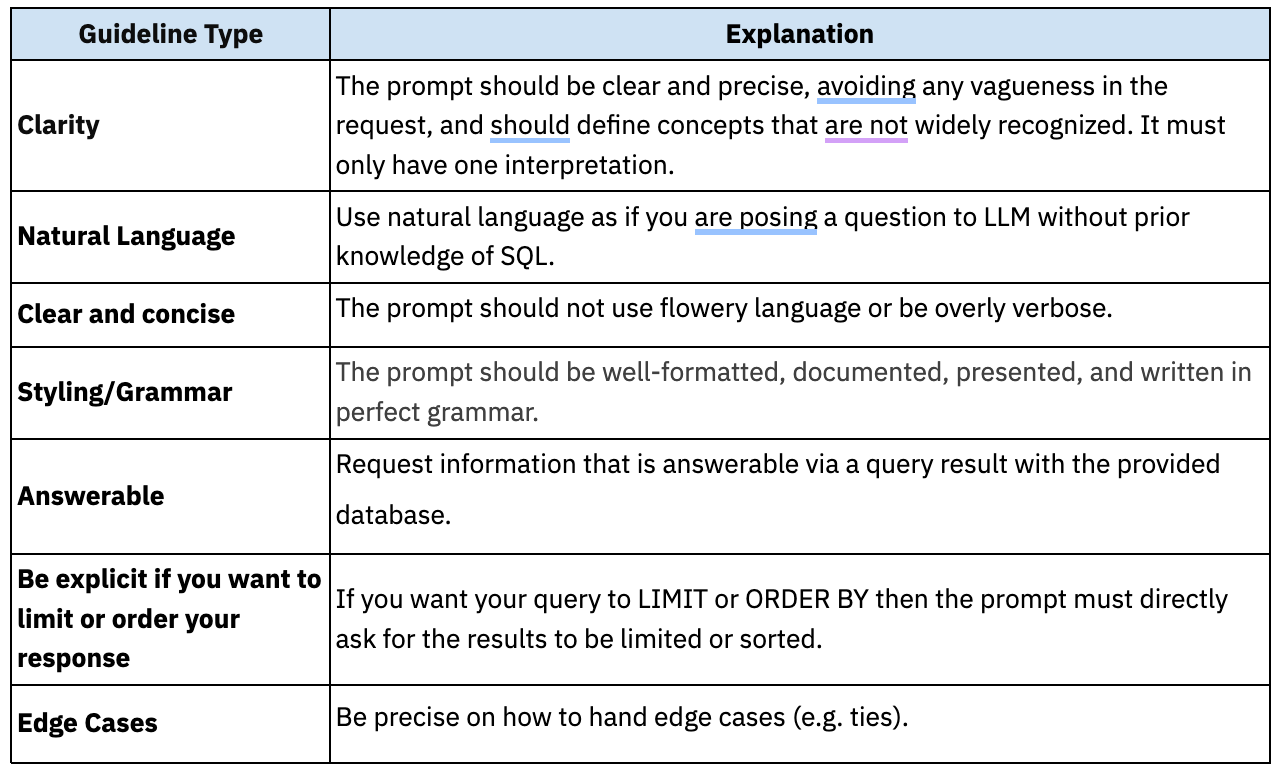 Guideline Type
Explanation
Clarity
The prompt should be clear and precise, avoiding any vagueness in the
request, and should define concepts that are not widely recognized. It must
only have one interpretation.
Natural Language
Use natural language as if you are posing a question to LLM without prior
knowledge of SQL.
Clear and concise
The prompt should not use flowery language or be overly verbose.
Styling/Grammar
The prompt should be well-formatted, documented, presented, and written in
perfect grammar.
Answerable
Request information that is answerable via a query result with the provided
database.
Be explicit if you want to
limit or order your
response
If you want your query to LIMIT or ORDER BY then the prompt must directly
ask for the results to be limited or sorted.
Edge Cases
Be precise on how to hand edge cases (e.g. ties).